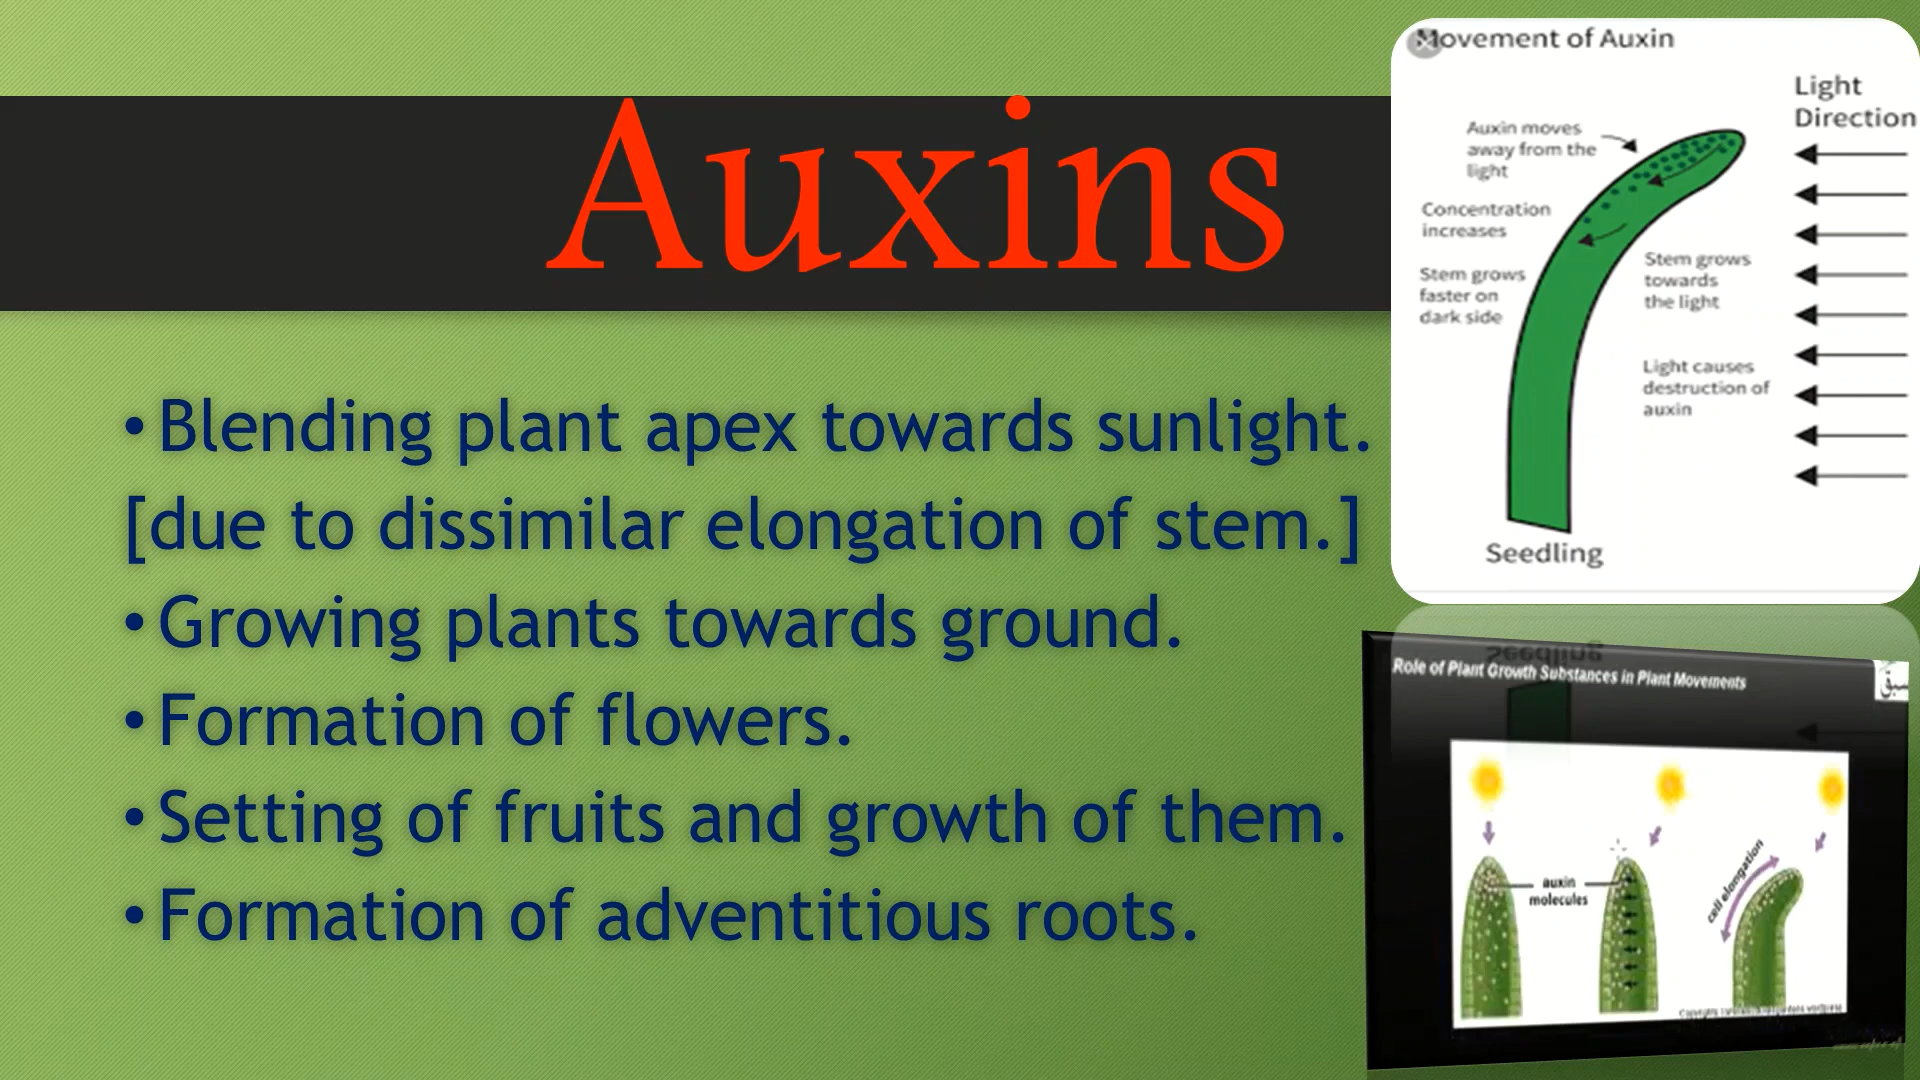 Auxins
• Blending plant apex towards sunlight.
[due to dissimilar elongation of stem.]
• Growing plants towards ground.
• Formation of flowers.
• Setting of fruits and growth of them.
• Formation of adventitious roots.
Movement of Auxin
Light
Direction
Auxin moves
away from the
light
Concentration
increases
Stem grows
faster on
dark side
Stem grows
towards
the light
Light causes
destruction of
auxin
Seedling
Role of Plant Growth Substances in Plant Movements
auxin
molecules
cell elongation